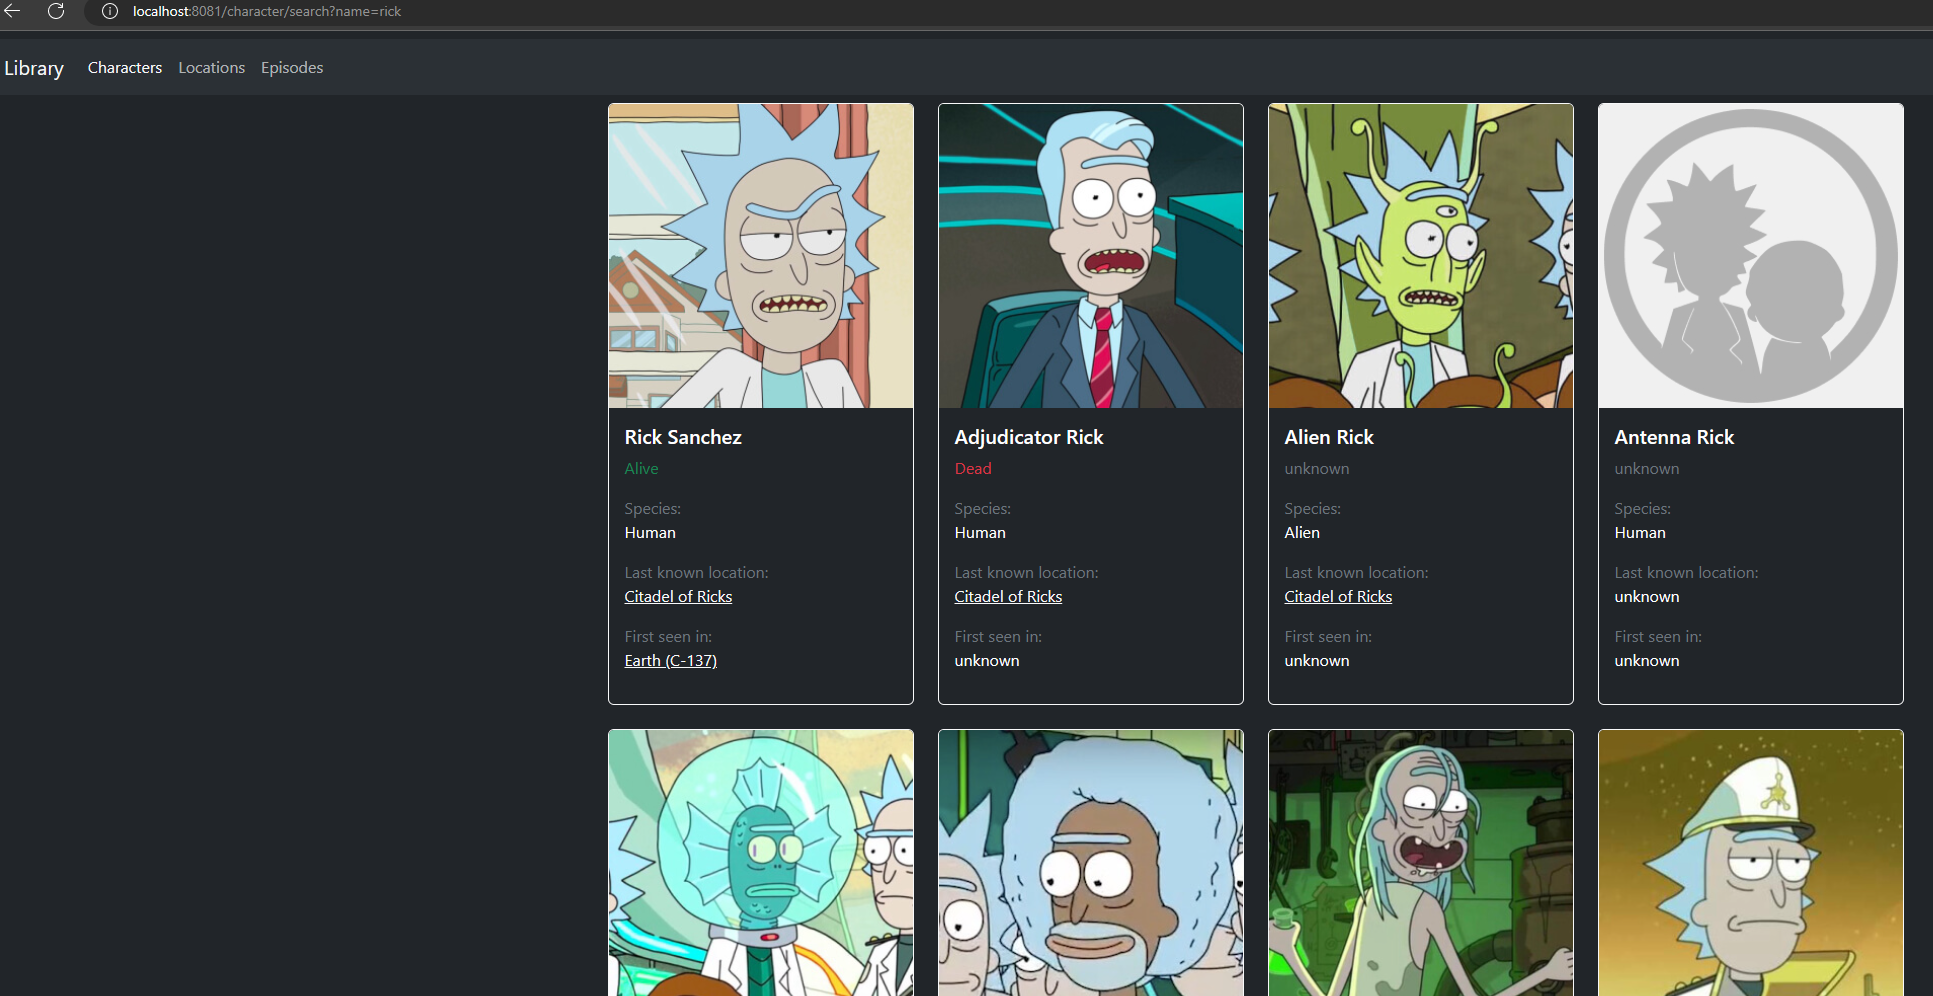 localhost:8081/character/search?name=rick
Library Characters Locations Episodes
Rick Sanchez
Alive
Species:
Human
Last known location:
Citadel of Ricks
First seen in:
Earth (C-137)
Adjudicator Rick
Dead
Species:
Human
Last known location:
Citadel of Ricks
First seen in:
unknown
Alien Rick
unknown
Species:
Alien
Last known location:
Citadel of Ricks
First seen in:
unknown
Antenna Rick
unknown
Species:
Human
Last known location:
unknown
First seen in:
unknown